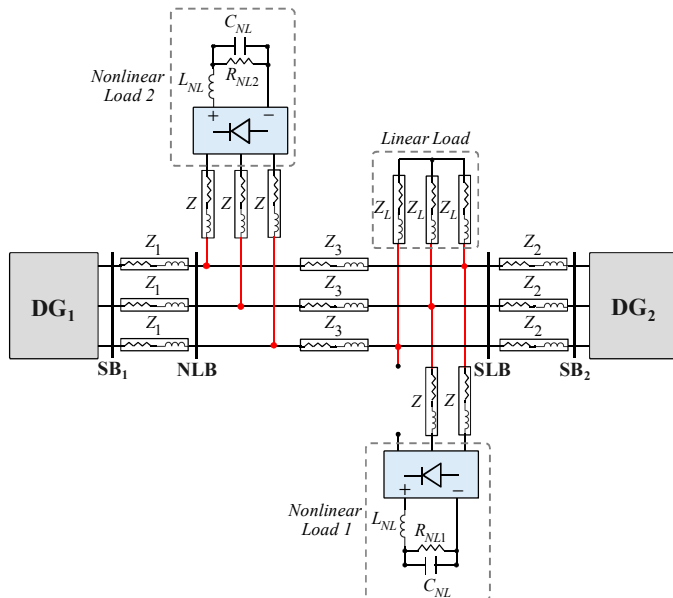 C_NL
R_NL2
L_NL
Nonlinear
Load 2
+ −
Z Z Z
Linear Load
Z_L Z_L Z_L
Z_1 Z_3 Z_2
DG_1
DG_2
Z_1 Z_3 Z_2
Z_1 Z_3 Z_2
SB_1 NLB SLB SB_2
Z Z
+ −
Nonlinear
Load 1
L_NL
R_NL1
C_NL